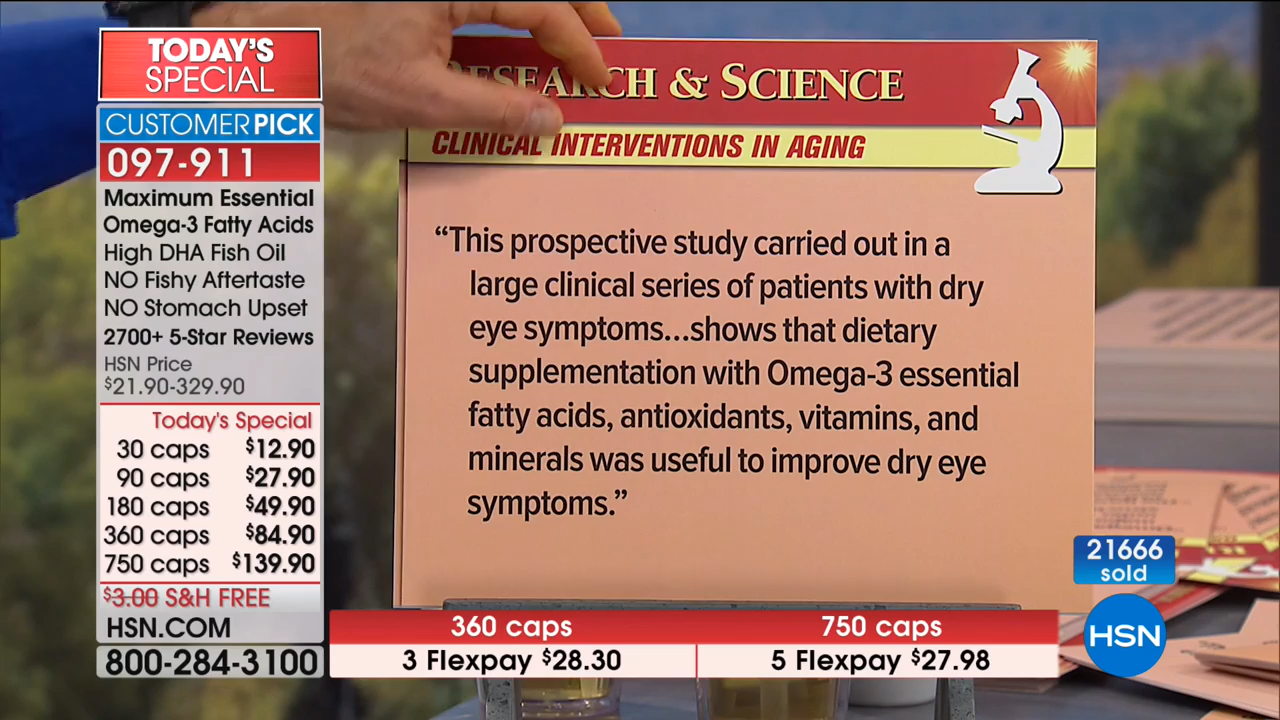 TODAY'S
SPECIAL
CUSTOMER PICK
097-911
Maximum Essential
Omega-3 Fatty Acids
High DHA Fish Oil
NO Fishy Aftertaste
NO Stomach Upset
2700+ 5-Star Reviews
HSN Price
$21.90-329.90
Today's Special
30 caps $12.90
90 caps $27.90
180 caps $49.90
360 caps $84.90
750 caps $139.90
$3.00 S&H FREE
HSN.COM
800-284-3100
RESEARCH & SCIENCE
CLINICAL INTERVENTIONS IN AGING
“This prospective study carried out in a
large clinical series of patients with dry
eye symptoms...shows that dietary
supplementation with Omega-3 essential
fatty acids, antioxidants, vitamins, and
minerals was useful to improve dry eye
symptoms.”
21666
sold
HSN
360 caps
3 Flexpay $28.30
750 caps
5 Flexpay $27.98